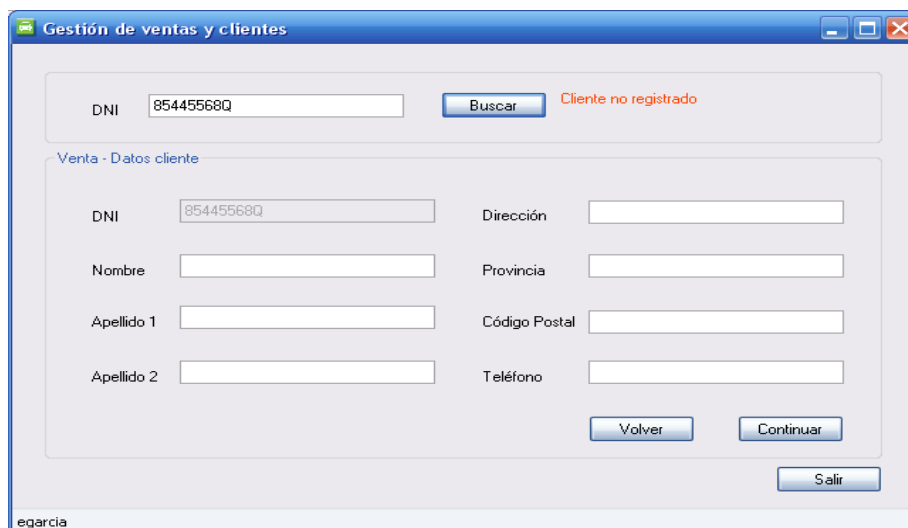 Gestión de ventas y clientes
DNI 85445568Q Buscar Cliente no registrado
Venta - Datos cliente
DNI 85445568Q Dirección
Nombre Provincia
Apellido 1 Código Postal
Apellido 2 Teléfono
Volver Continuar
Salir
egarcia